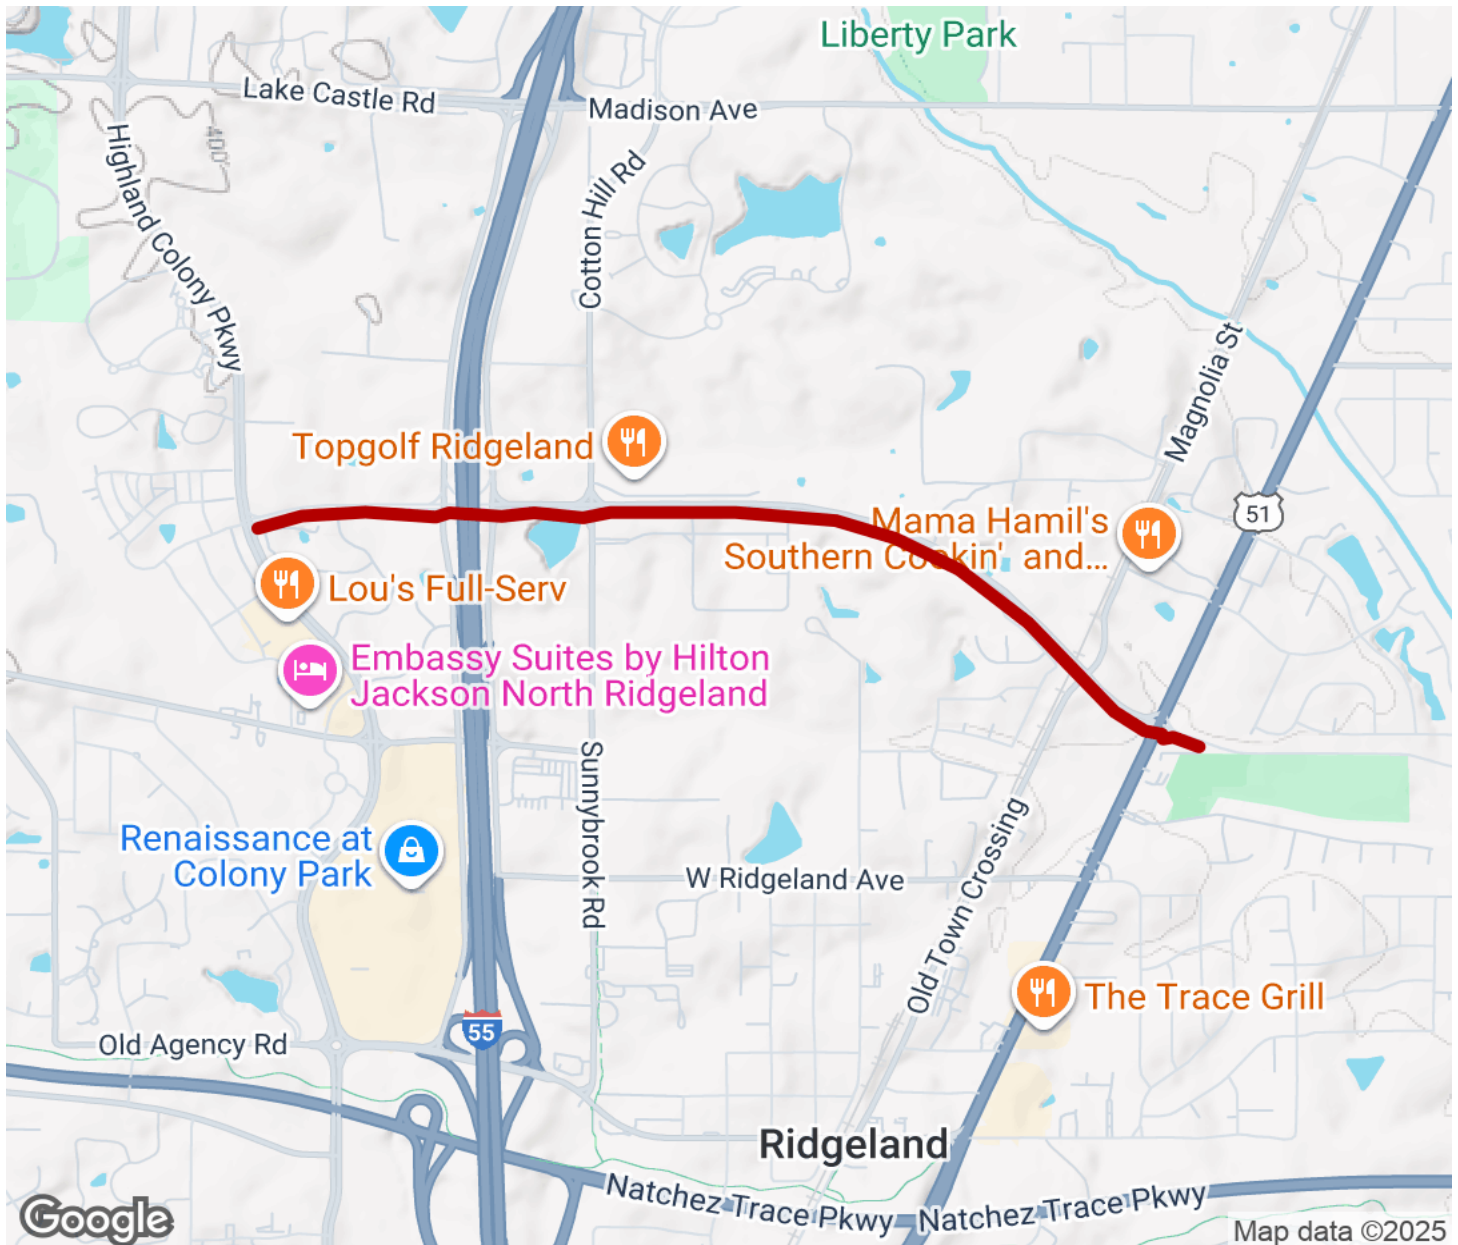 Liberty Park
Lake Castle Rd
Madison Ave
400'
Highland Colony Pkwy
Cotton Hill Rd
Magnolia St
Topgolf Ridgeland
51
Mama Hamil's
Southern Cookin' and...
Lou's Full-Serv
Embassy Suites by Hilton
Jackson North Ridgeland
Sunnybrook Rd
Renaissance at
Colony Park
W Ridgeland Ave
Old Town Crossing
The Trace Grill
55
Old Agency Rd
Ridgeland
Natchez Trace Pkwy
Natchez Trace Pkwy
Google
Map data ©2025